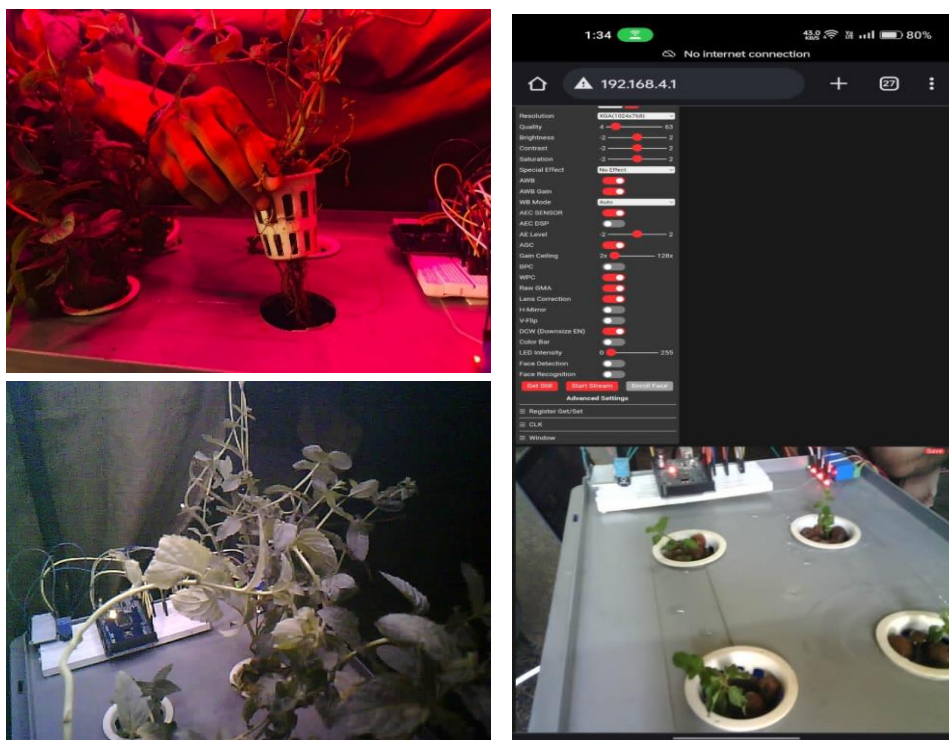 1:34 43.0 KB/S 80%
No internet connection
192.168.4.1 27
Resolution XGA(1024x768)
Quality 4 63
Brightness -2 2
Contrast -2 2
Saturation -2 2
Special Effect No Effect
AWB
AWB Gain
WB Mode Auto
AEC SENSOR
AEC DSP
AE Level -2 2
AGC
Gain Ceiling 2x 128x
BPC
WPC
Raw GMA
Lens Correction
H-Mirror
V-Flip
DCW (Downsize EN)
Color Bar
LED Intensity 0 255
Face Detection
Face Recognition
Get Still Start Stream Enroll Face
Advanced Settings
Register Get/Set
CLK
Window
Save